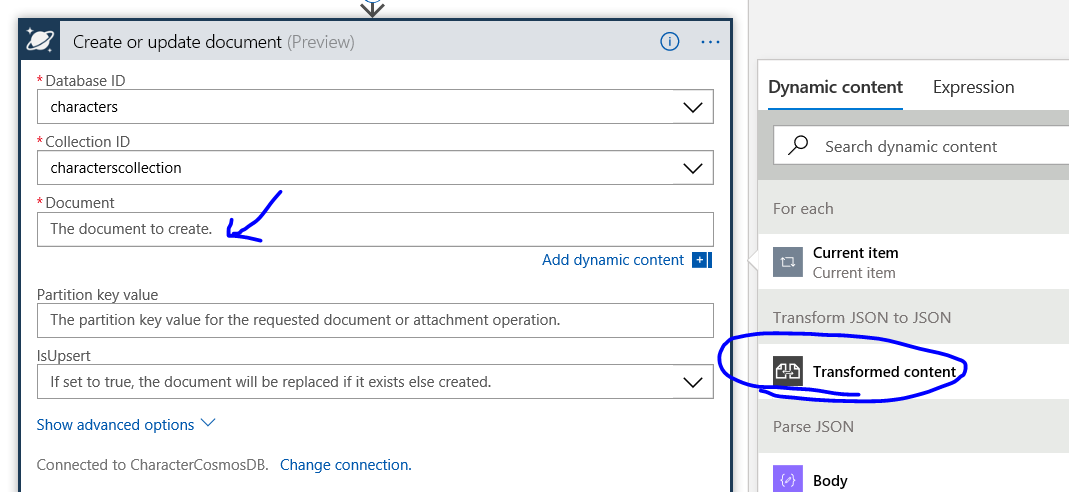 Create or update document (Preview)
* Database ID
characters
* Collection ID
characterscollection
* Document
The document to create.
Add dynamic content
Partition key value
The partition key value for the requested document or attachment operation.
IsUpsert
If set to true, the document will be replaced if it exists else created.
Show advanced options
Connected to CharacterCosmosDB. Change connection.
Dynamic content Expression
Search dynamic content
For each
Current item
Current item
Transform JSON to JSON
Transformed content
Parse JSON
Body